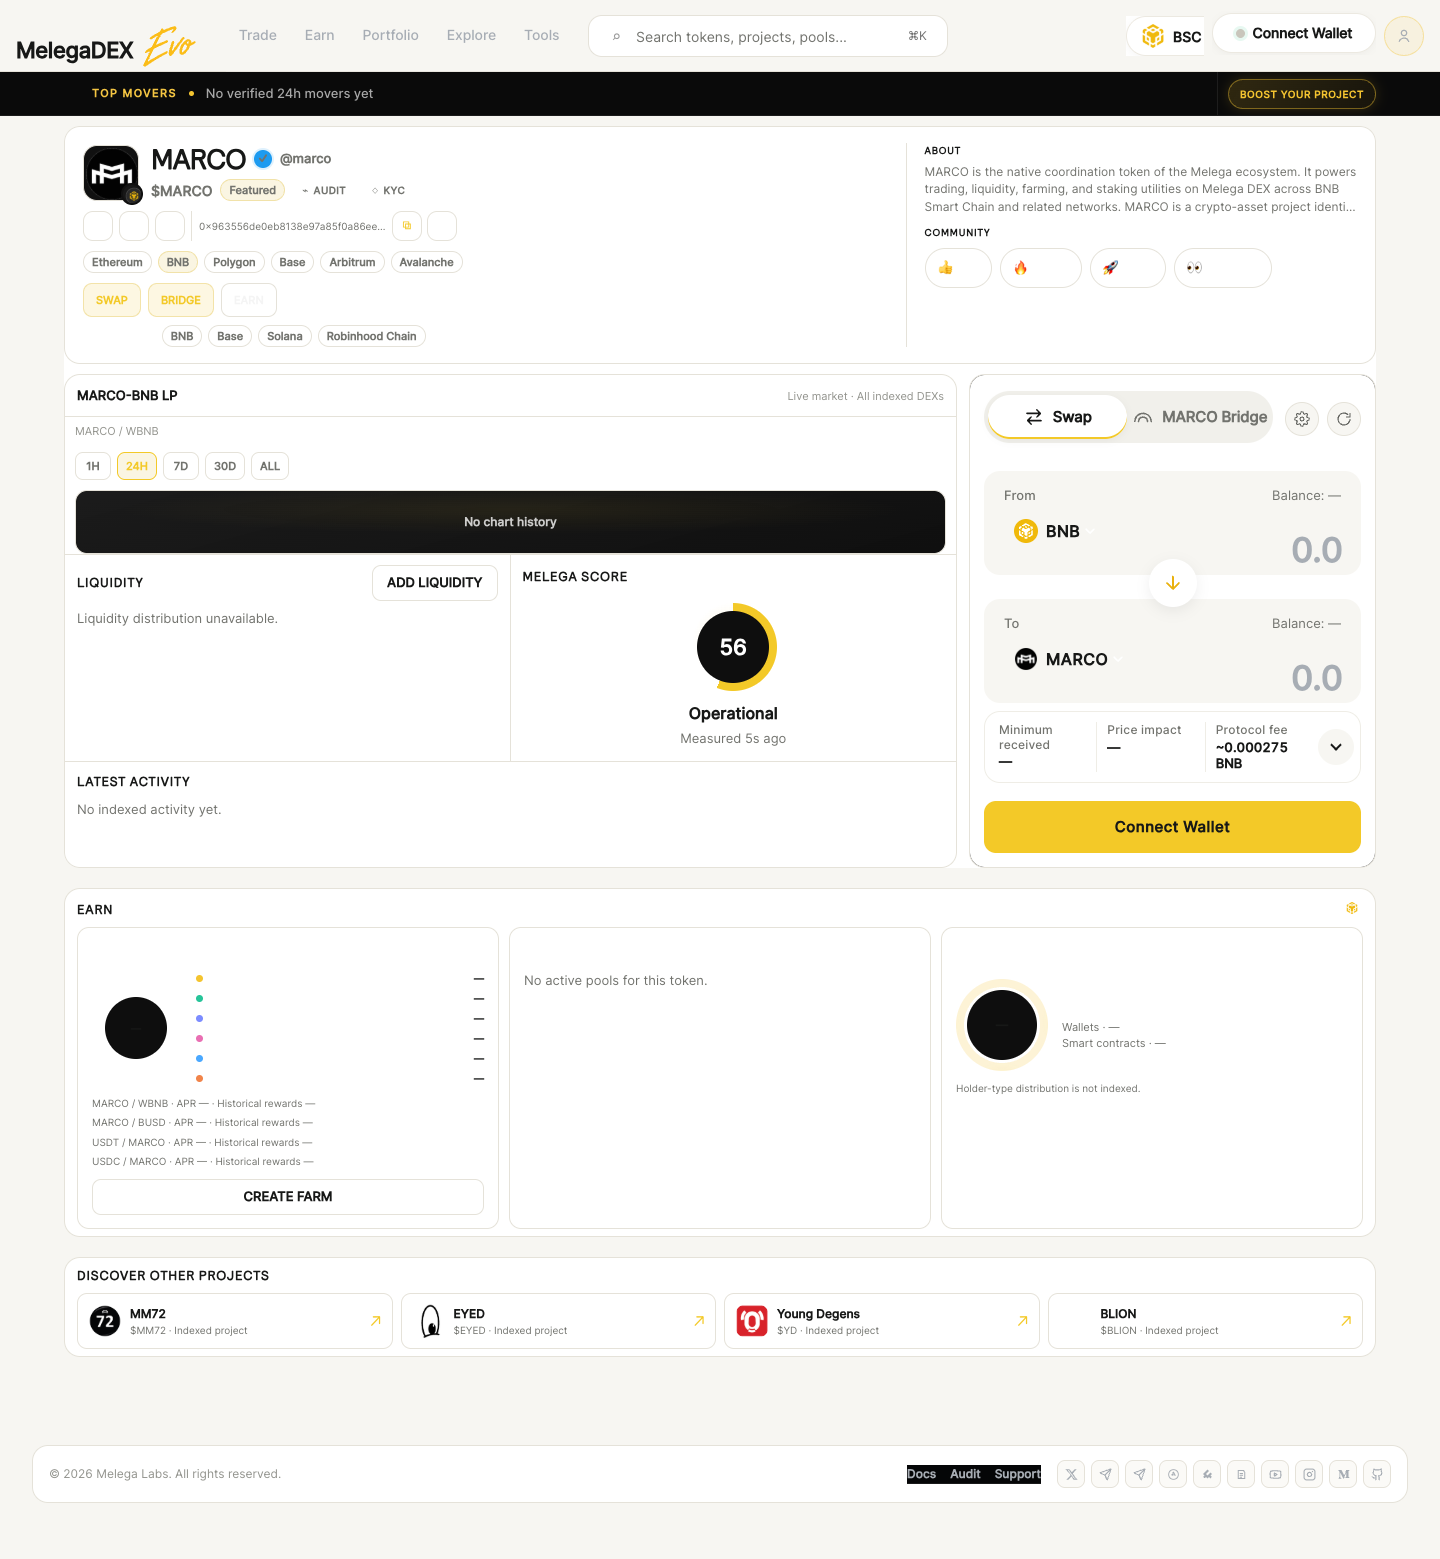 MelegaDEX Evo
Trade Earn Portfolio Explore Tools
Search tokens, projects, pools... ⌘K
BSC
Connect Wallet
TOP MOVERS • No verified 24h movers yet
BOOST YOUR PROJECT
MARCO @marco
$MARCO Featured AUDIT KYC
0x963556de0eb8138e97a85f0a86ee...
Ethereum BNB Polygon Base Arbitrum Avalanche
SWAP BRIDGE EARN
BNB Base Solana Robinhood Chain
ABOUT
MARCO is the native coordination token of the Melega ecosystem. It powers
trading, liquidity, farming, and staking utilities on Melega DEX across BNB
Smart Chain and related networks. MARCO is a crypto-asset project identi...
COMMUNITY
👍 🔥 🚀 👀
MARCO-BNB LP
Live market · All indexed DEXs
MARCO / WBNB
1H 24H 7D 30D ALL
No chart history
LIQUIDITY
ADD LIQUIDITY
Liquidity distribution unavailable.
MELEGA SCORE
56
Operational
Measured 5s ago
LATEST ACTIVITY
No indexed activity yet.
Swap MARCO Bridge
From Balance: —
BNB
0.0
To Balance: —
MARCO
0.0
Minimum
received
—
Price impact
—
Protocol fee
~0.000275
BNB
Connect Wallet
EARN
—
—
—
—
—
—
MARCO / WBNB · APR — · Historical rewards —
MARCO / BUSD · APR — · Historical rewards —
USDT / MARCO · APR — · Historical rewards —
USDC / MARCO · APR — · Historical rewards —
CREATE FARM
No active pools for this token.
Wallets · —
Smart contracts · —
Holder-type distribution is not indexed.
DISCOVER OTHER PROJECTS
72
MM72
$MM72 · Indexed project
EYED
$EYED · Indexed project
Young Degens
$YD · Indexed project
BLION
$BLION · Indexed project
© 2026 Melega Labs. All rights reserved.
Docs Audit Support